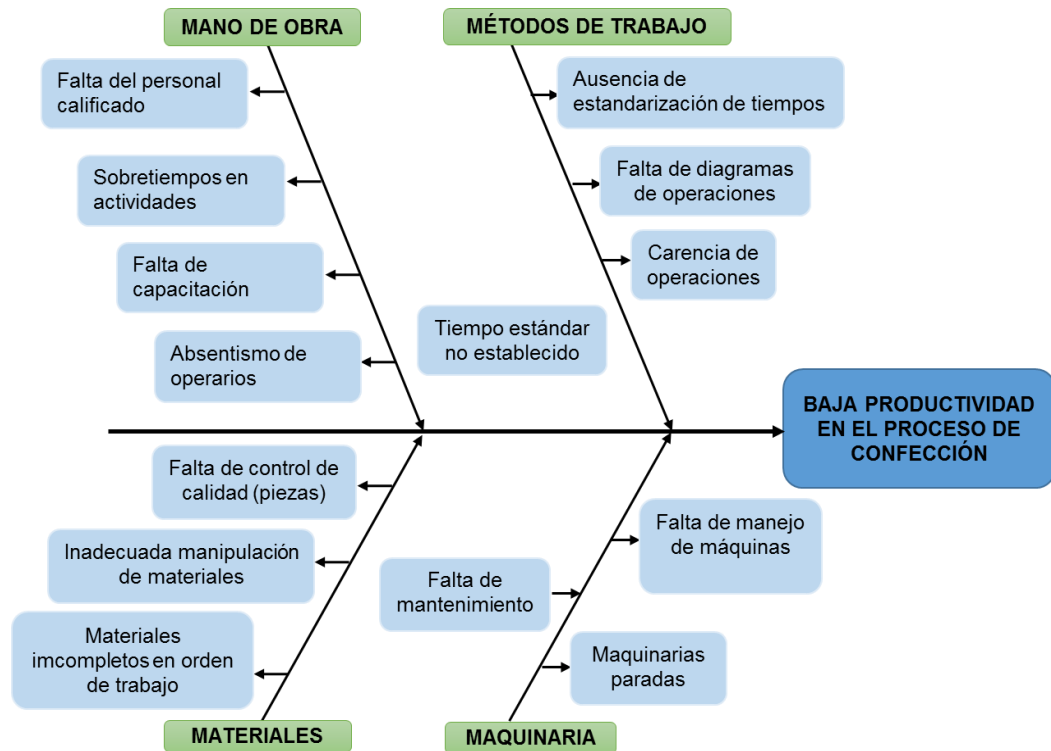 MANO DE OBRA
Falta del personal
calificado
Sobretiempos en
actividades
Falta de
capacitación
Absentismo de
operarios
MÉTODOS DE TRABAJO
Ausencia de
estandarización de tiempos
Falta de diagramas
de operaciones
Carencia de
operaciones
Tiempo estándar
no establecido
BAJA PRODUCTIVIDAD
EN EL PROCESO DE
CONFECCIÓN
Falta de control de
calidad (piezas)
Inadecuada manipulación
de materiales
Materiales
imcompletos en orden
de trabajo
MATERIALES
Falta de manejo
de máquinas
Falta de
mantenimiento
Maquinarias
paradas
MAQUINARIA